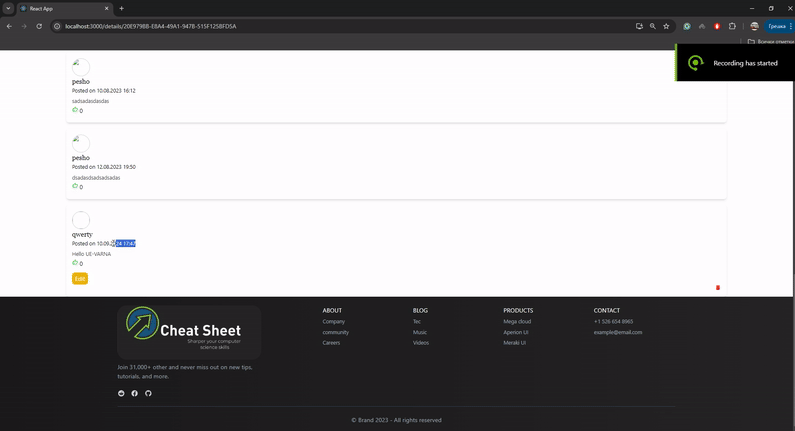 React App
localhost:3000/details/20E979BB-E8A4-49A1-947B-515F125BFD5A
Грешка
Всички отметки
Recording has started
pesho
Posted on 10.08.2023 16:12
sadsadasdasdas
0
pesho
Posted on 12.08.2023 19:50
dsadasdsadsadsadas
0
qwerty
Posted on 10.09.2024 17:47
Hello UE-VARNA
0
Edit
Cheat Sheet
Sharper your computer
science skills
Join 31,000+ other and never miss out on new tips,
tutorials, and more.
ABOUT
Company
community
Careers
BLOG
Tec
Music
Videos
PRODUCTS
Mega cloud
Aperion UI
Meraki UI
CONTACT
+1 526 654 8965
example@email.com
© Brand 2023 - All rights reserved